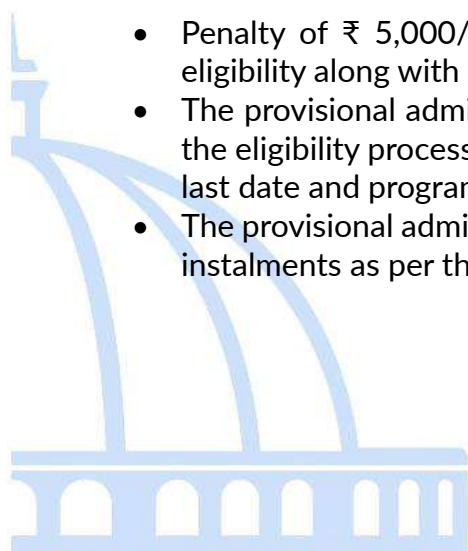 • Penalty of ₹ 5,000/
eligibility along with
• The provisional admi
the eligibility process
last date and program
• The provisional admi
instalments as per th